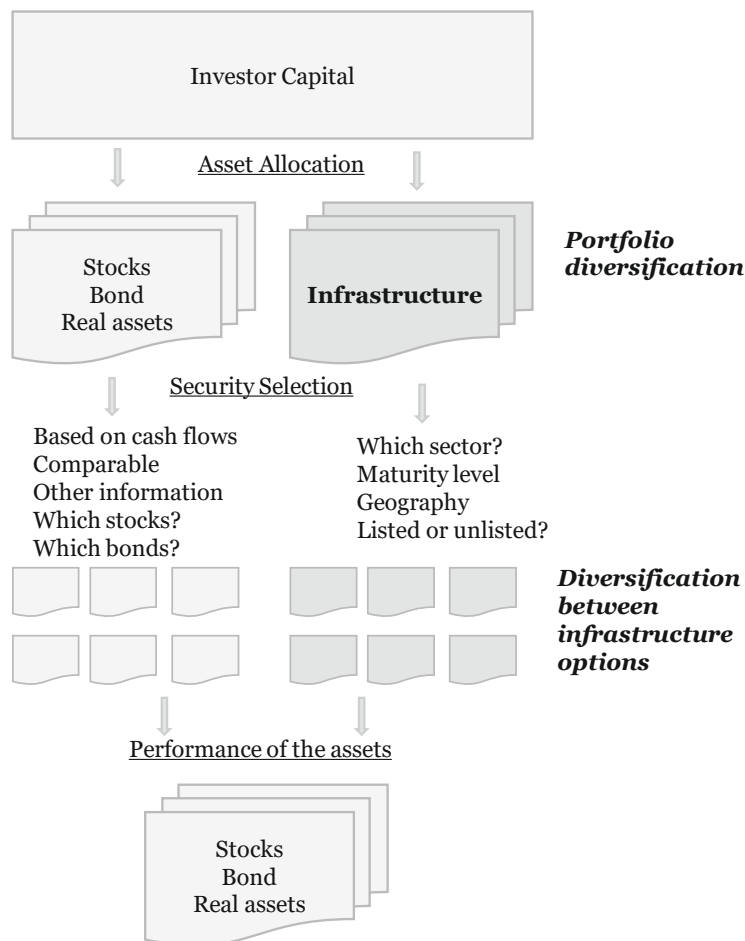 Investor Capital
Asset Allocation
Stocks
Bond
Real assets
Infrastructure
Portfolio
diversification
Security Selection
Based on cash flows
Comparable
Other information
Which stocks?
Which bonds?
Which sector?
Maturity level
Geography
Listed or unlisted?
Diversification
between
infrastructure
options
Performance of the assets
Stocks
Bond
Real assets